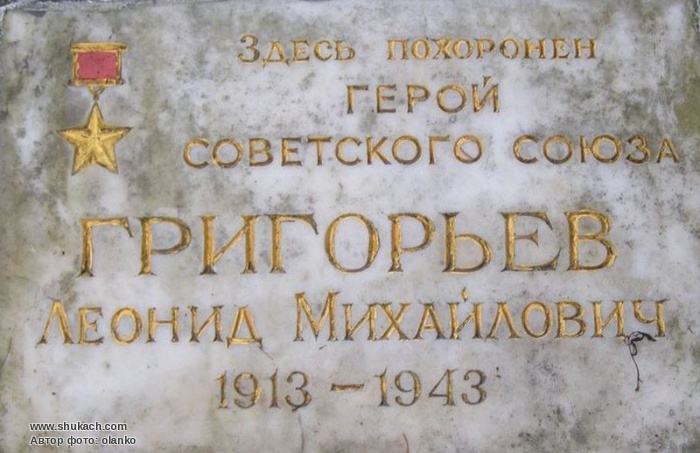 Здесь похоронен
ГЕРОЙ
СОВЕТСКОГО СОЮЗА
ГРИГОРЬЕВ
Леонид Михайлович
1913 – 1943
www.shukach.com
Автор фото: olanko